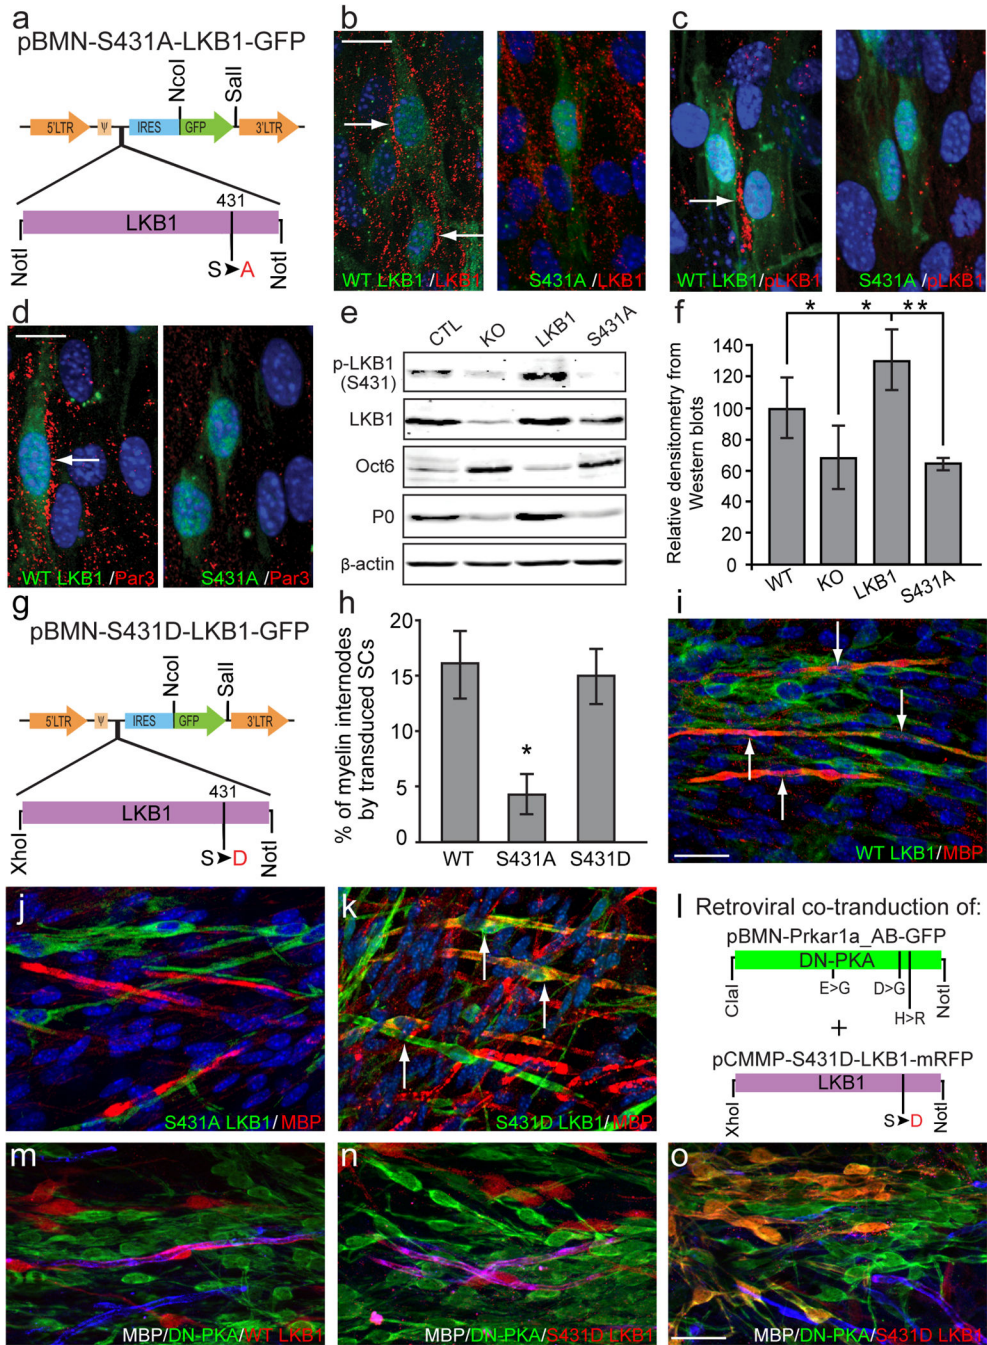 a
pBMN-S431A-LKB1-GFP
NcoI
SalI
5'LTR
Ψ
IRES
GFP
3'LTR
431
LKB1
NotI
NotI
S➤A
b
WT LKB1/LKB1
S431A/LKB1
c
WT LKB1/pLKB1
S431A/pLKB1
d
WT LKB1/Par3
S431A/Par3
e
CTL
KO
LKB1
S431A
p-LKB1
(S431)
LKB1
Oct6
P0
β-actin
f
* * **
Relative densitometry from
Western blots
140
120
100
80
60
40
20
0
WT
KO
LKB1
S431A
g
pBMN-S431D-LKB1-GFP
NcoI
SalI
5'LTR
Ψ
IRES
GFP
3'LTR
431
LKB1
XhoI
NotI
S➤D
h
% of myelin internodes
by transduced SCs
20
15
10
5
0
*
WT
S431A
S431D
i
WT LKB1/MBP
j
S431A LKB1/MBP
k
S431D LKB1/MBP
l Retroviral co-tranduction of:
pBMN-Prkar1a_AB-GFP
DN-PKA
ClaI
E>G
D>G
H>R
NotI
+
pCMMP-S431D-LKB1-mRFP
LKB1
XhoI
S➤D
NotI
m
MBP/DN-PKA/WT LKB1
n
MBP/DN-PKA/S431D LKB1
o
MBP/DN-PKA/S431D LKB1